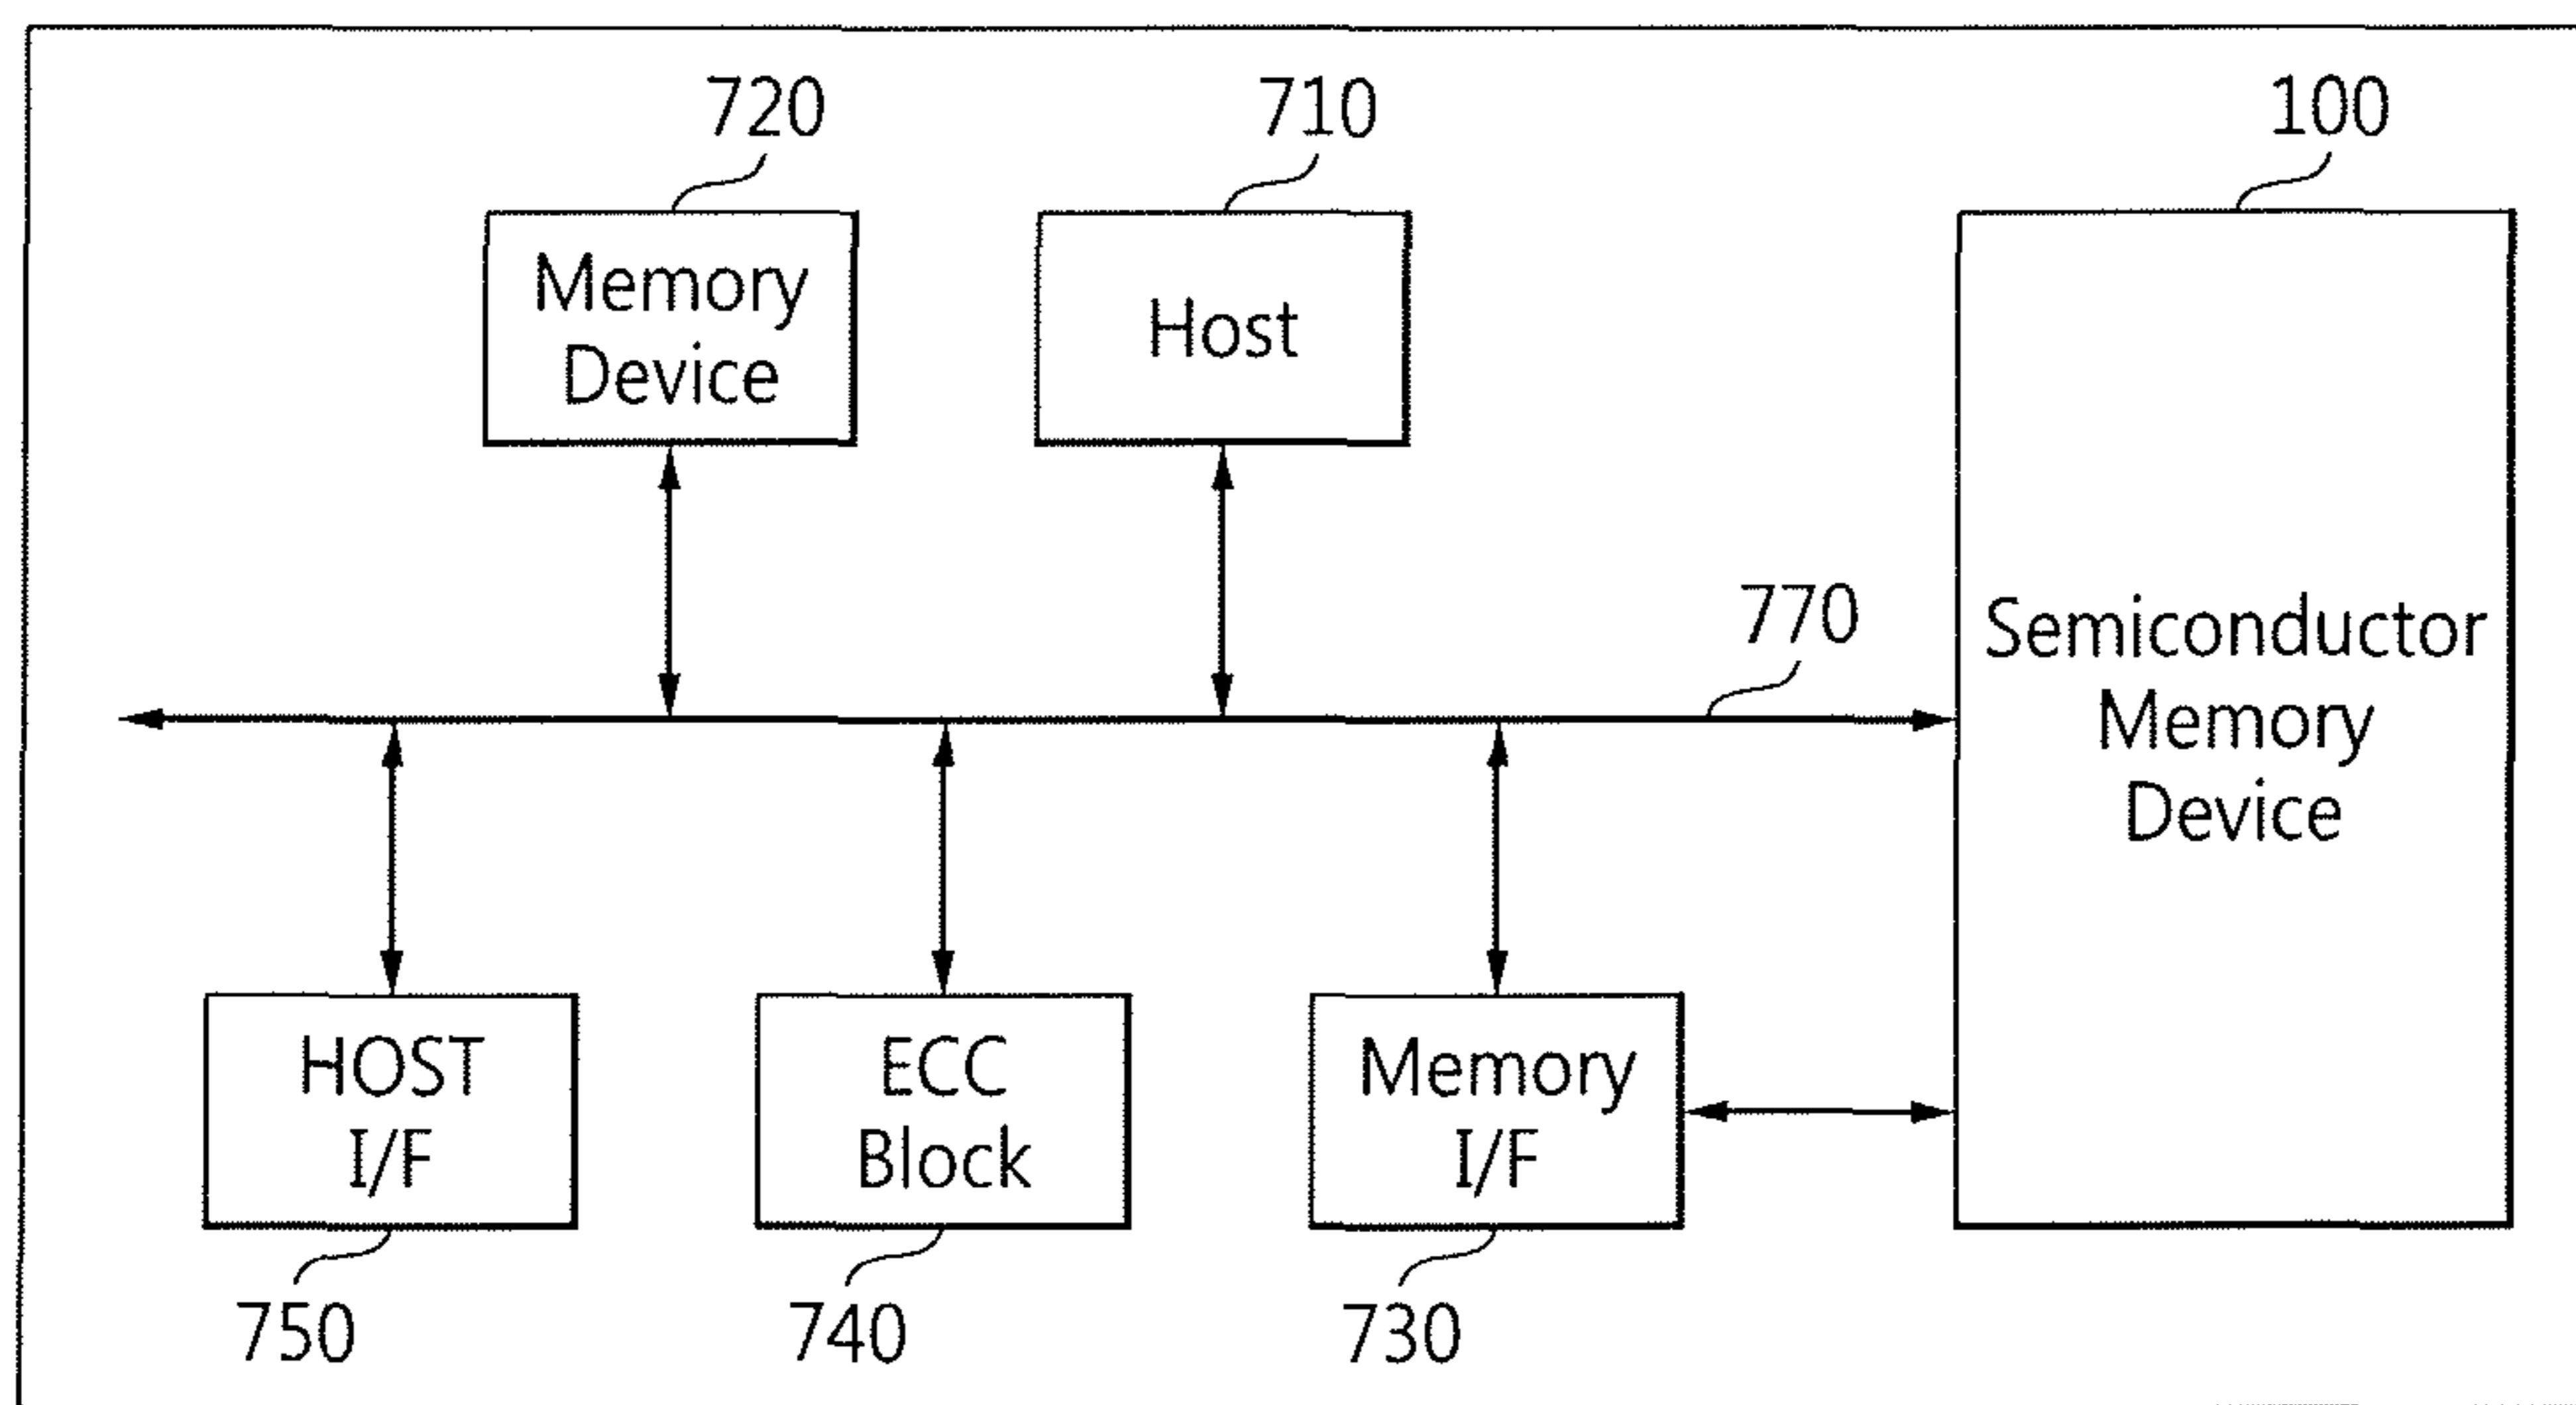 720
710
100
Memory
Device
Host
770
Semiconductor
Memory
Device
HOST
I/F
ECC
Block
Memory
I/F
750
740
730